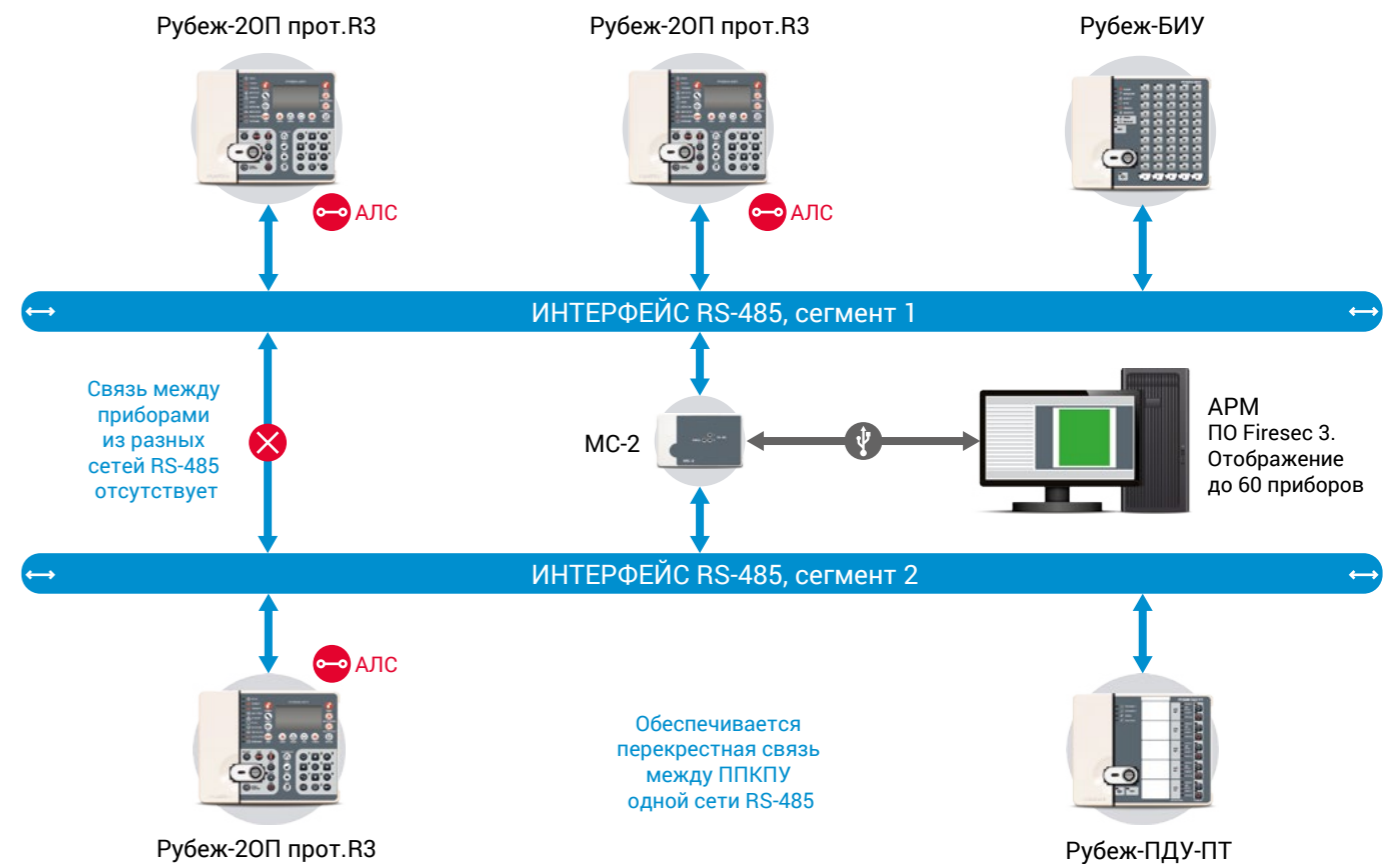 Рубеж-2ОП прот.R3
Рубеж-2ОП прот.R3
Рубеж-БИУ
АЛС
АЛС
ИНТЕРФЕЙС RS-485, сегмент 1
Связь между
приборами
из разных
сетей RS-485
отсутствует
МС-2
АРМ
ПО Firesec 3.
Отображение
до 60 приборов
ИНТЕРФЕЙС RS-485, сегмент 2
АЛС
Обеспечивается
перекрестная связь
между ППКПУ
одной сети RS-485
Рубеж-2ОП прот.R3
Рубеж-ПДУ-ПТ